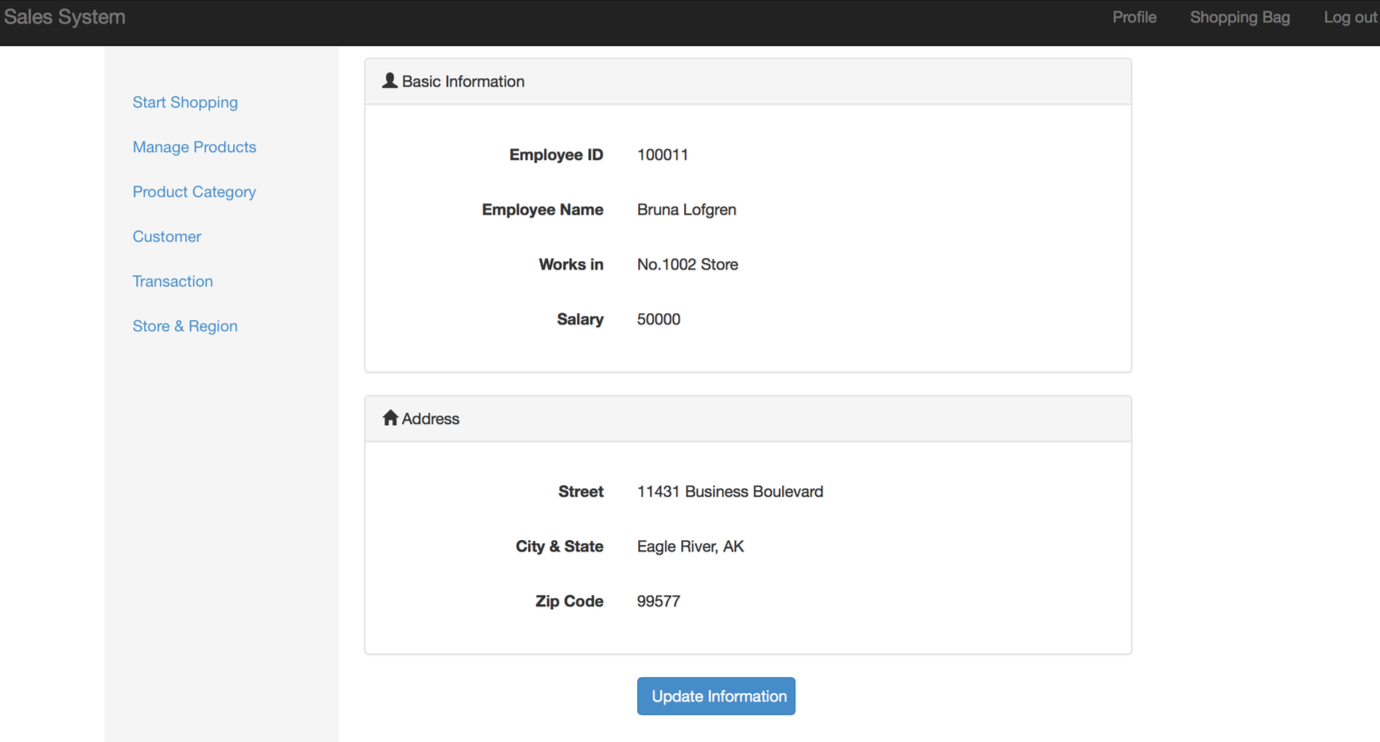 Sales System Profile Shopping Bag Log out
Start Shopping
Manage Products
Product Category
Customer
Transaction
Store & Region
Basic Information
Employee ID 100011
Employee Name Bruna Lofgren
Works in No.1002 Store
Salary 50000
Address
Street 11431 Business Boulevard
City & State Eagle River, AK
Zip Code 99577
Update Information